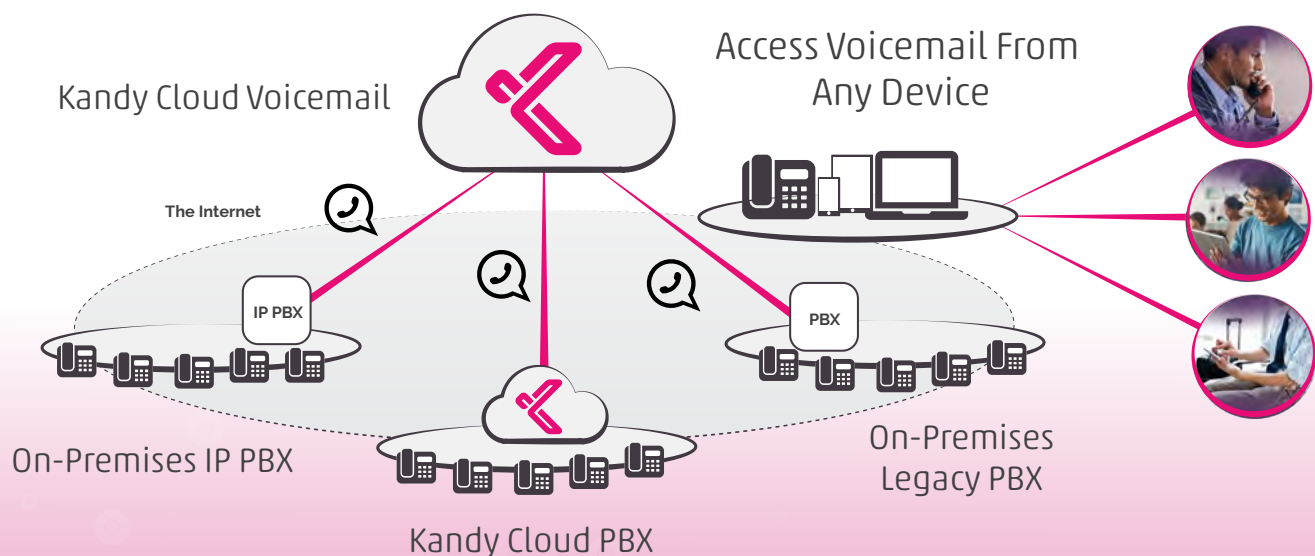 Access Voicemail From
Any Device
Kandy Cloud Voicemail
The Internet
IP PBX
PBX
On-Premises IP PBX
On-Premises
Legacy PBX
Kandy Cloud PBX